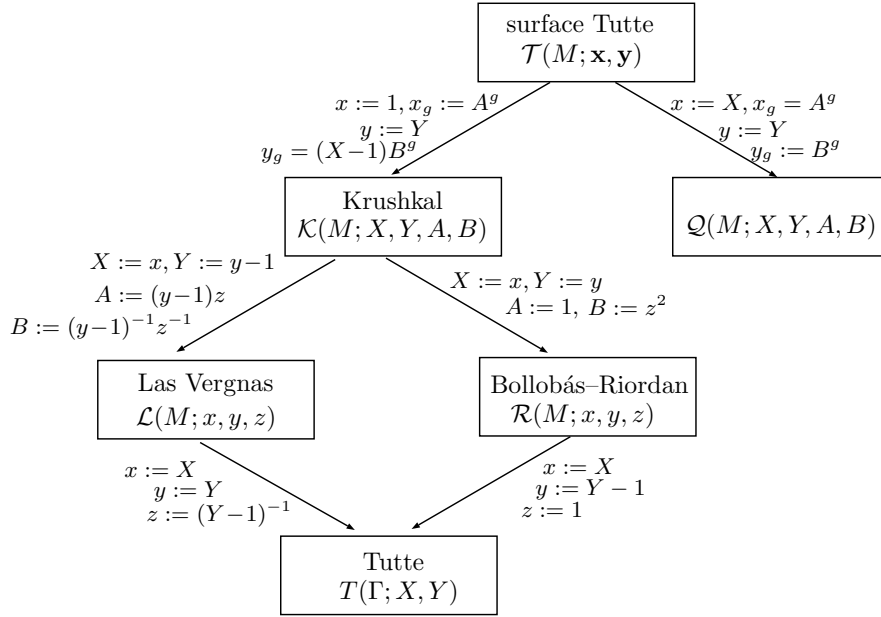 surface Tutte
𝒯(M; 𝐱, 𝐲)
x := 1, x_g := A^g
y := Y
y_g = (X−1)B^g
x := X, x_g = A^g
y := Y
y_g := B^g
Krushkal
𝒦(M; X, Y, A, B)
𝒬(M; X, Y, A, B)
X := x, Y := y−1
A := (y−1)z
B := (y−1)^{−1}z^{−1}
X := x, Y := y
A := 1, B := z^2
Las Vergnas
ℒ(M; x, y, z)
Bollobás–Riordan
ℛ(M; x, y, z)
x := X
y := Y
z := (Y−1)^{−1}
x := X
y := Y − 1
z := 1
Tutte
T(Γ; X, Y)